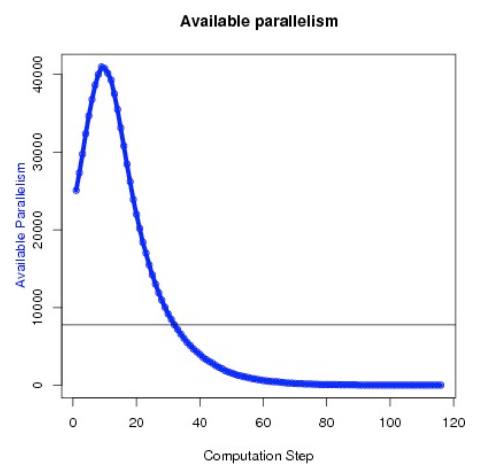 Available parallelism
Available Parallelism
40000
30000
20000
10000
0
0 20 40 60 80 100 120
Computation Step